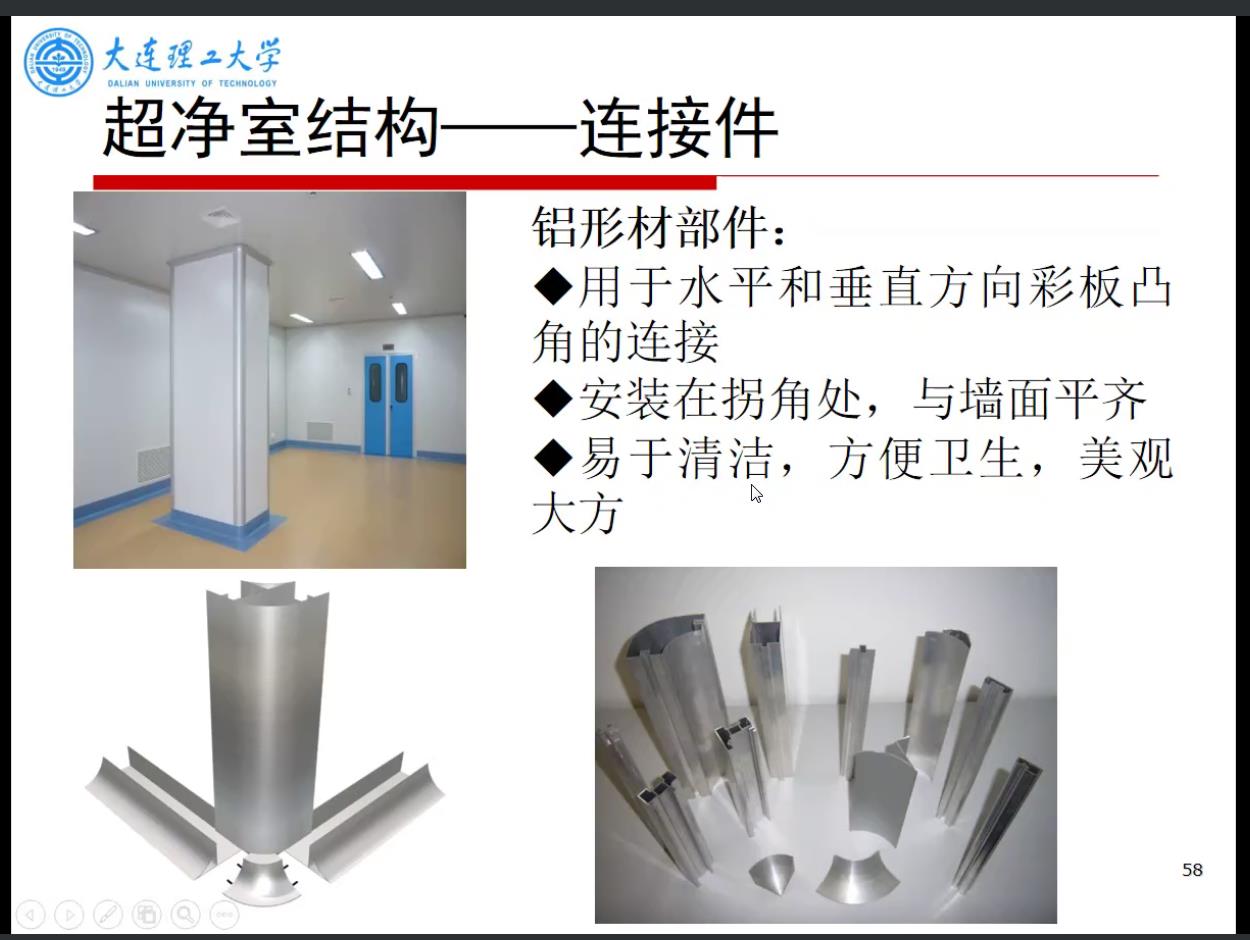 大连理工大学
DALIAN UNIVERSITY OF TECHNOLOGY
超净室结构——连接件
铝形材部件：
◆用于水平和垂直方向彩板凸
角的连接
◆安装在拐角处，与墙面平齐
◆易于清洁，方便卫生，美观
大方
58